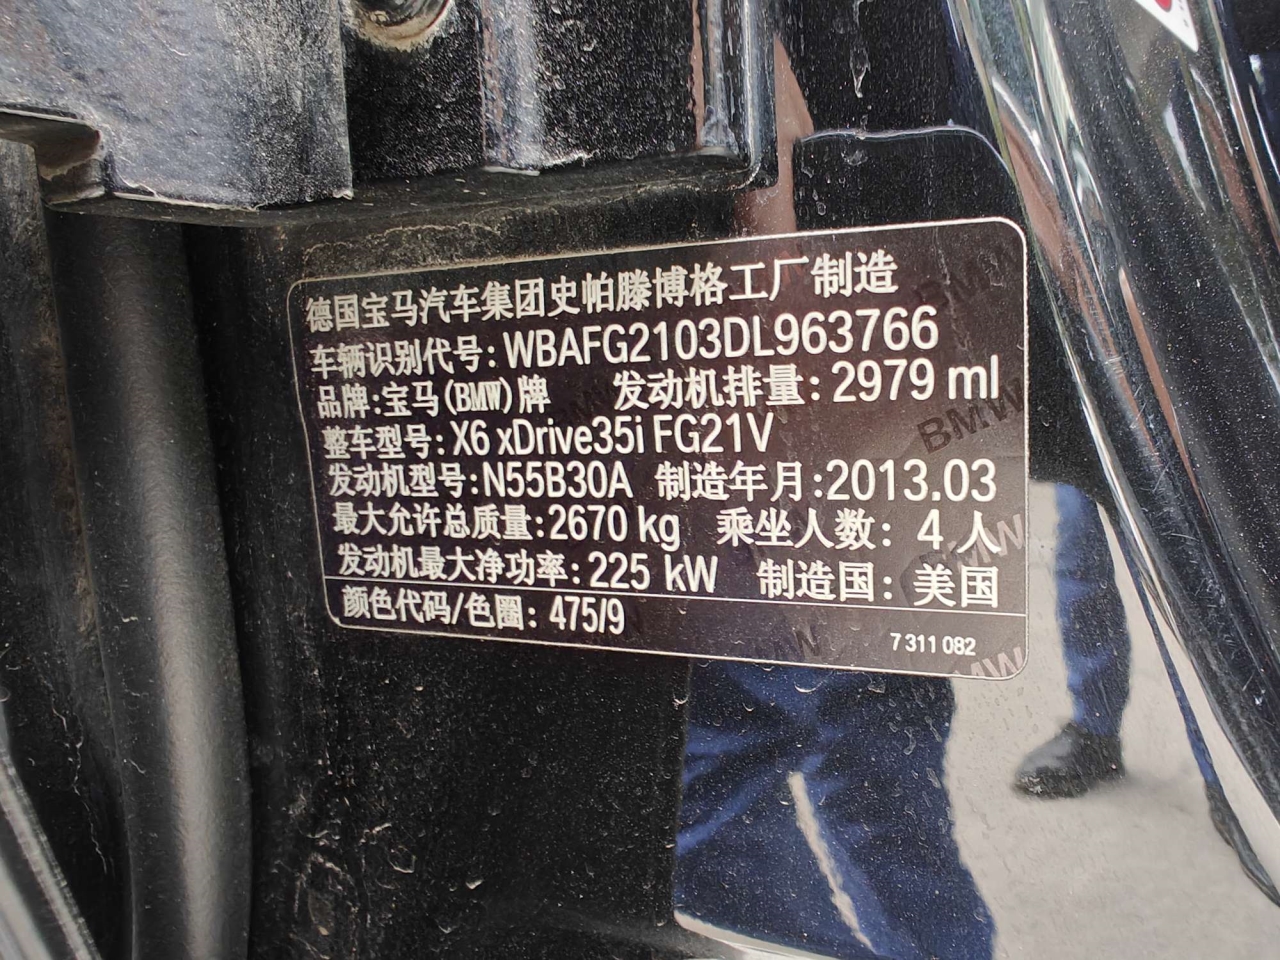 德国宝马汽车集团史帕滕博格工厂制造
车辆识别代号:WBAFG2103DL963766
品牌:宝马(BMW)牌 发动机排量:2979 ml
整车型号:X6 xDrive35i FG21V
发动机型号:N55B30A 制造年月:2013.03
最大允许总质量:2670 kg 乘坐人数: 4 人
发动机最大净功率:225 kW 制造国:美国
颜色代码/色圈: 475/9
7 311 082